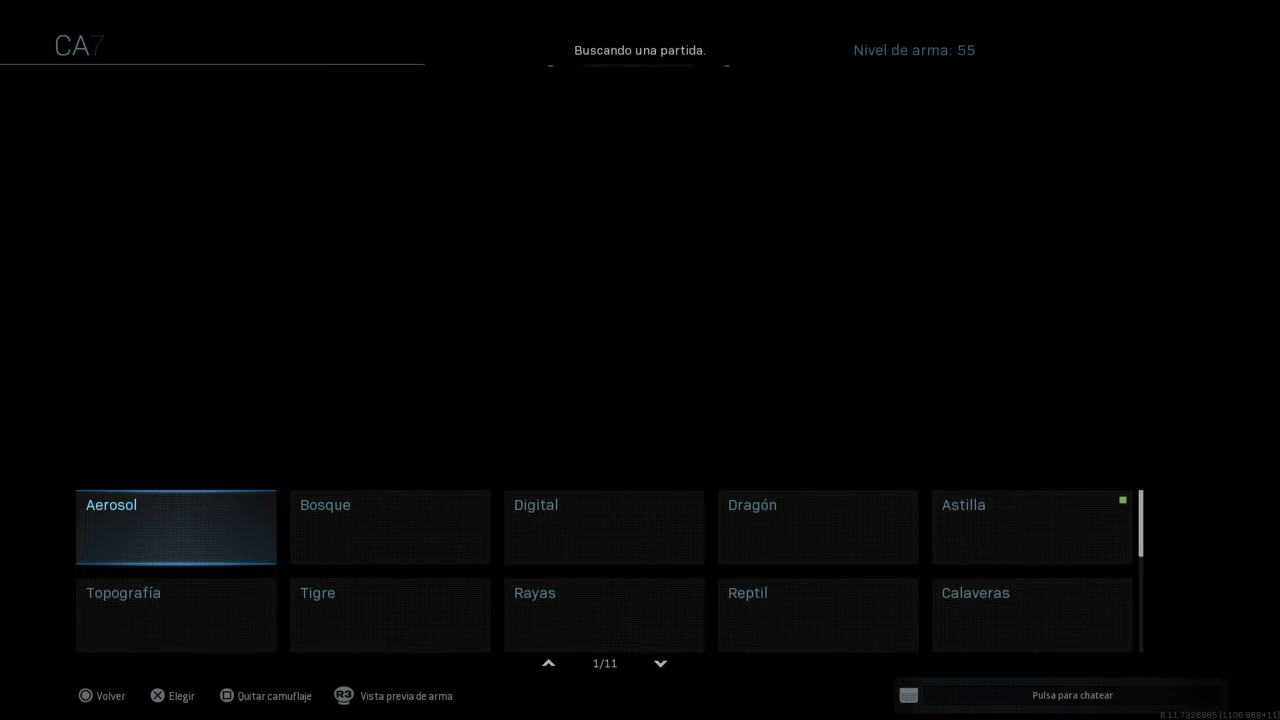 CA7
Buscando una partida.
Nivel de arma: 55
Aerosol
Bosque
Digital
Dragón
Astilla
Topografía
Tigre
Rayas
Reptil
Calaveras
1/11
Volver
Elegir
Quitar camuflaje
R3 Vista previa de arma
Pulsa para chatear